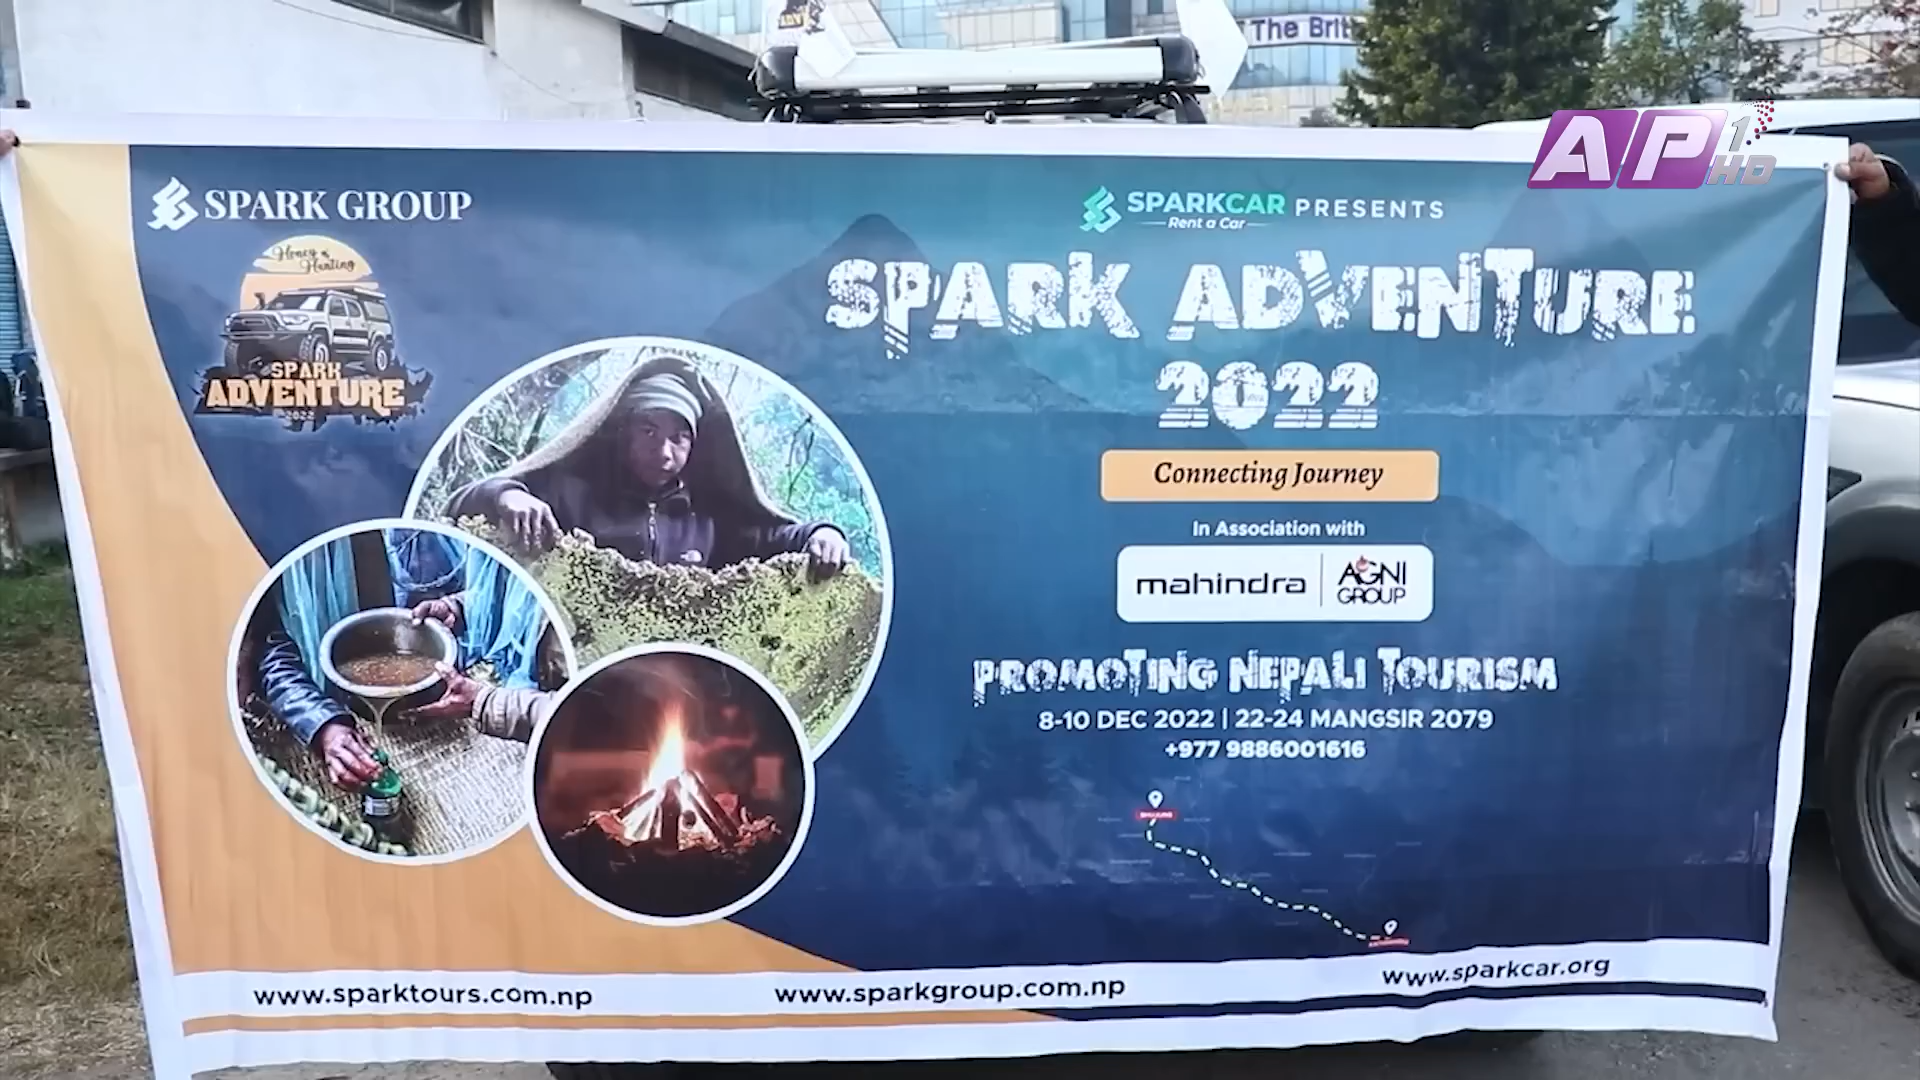 The Brit
AP1 HD
SPARK GROUP
Honey n'
Hunting
SPARK
ADVENTURE
2022
SPARKCAR PRESENTS
Rent a Car
SPARK ADVENTURE
2022
Connecting Journey
In Association with
mahindra
AGNI
GROUP
PROMOTING NEPALI TOURISM
8-10 DEC 2022 | 22-24 MANGSIR 2079
+977 9886001616
www.sparktours.com.np
www.sparkgroup.com.np
www.sparkcar.org